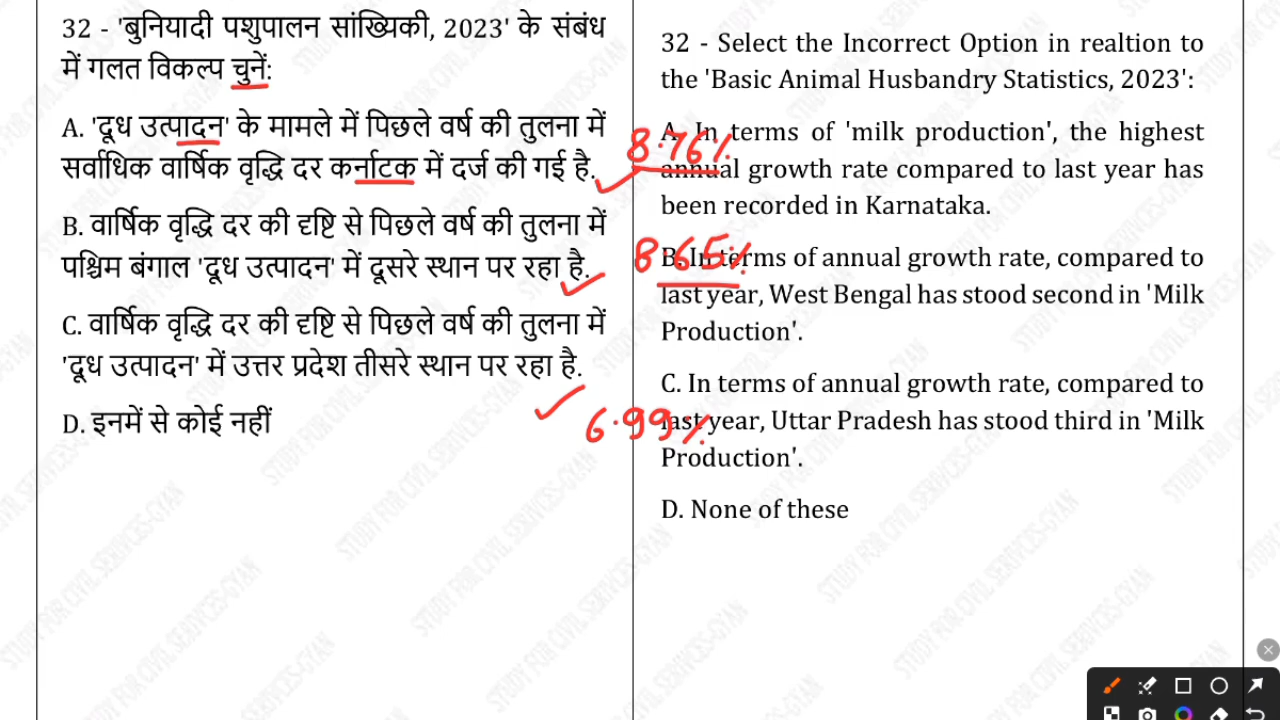 32 - 'बुनियादी पशुपालन सांख्यिकी, 2023' के संबंध
में गलत विकल्प चुनें:
A. 'दूध उत्पादन' के मामले में पिछले वर्ष की तुलना में
सर्वाधिक वार्षिक वृद्धि दर कर्नाटक में दर्ज की गई है.
B. वार्षिक वृद्धि दर की दृष्टि से पिछले वर्ष की तुलना में
पश्चिम बंगाल 'दूध उत्पादन' में दूसरे स्थान पर रहा है.
C. वार्षिक वृद्धि दर की दृष्टि से पिछले वर्ष की तुलना में
'दूध उत्पादन' में उत्तर प्रदेश तीसरे स्थान पर रहा है.
D. इनमें से कोई नहीं
32 - Select the Incorrect Option in realtion to
the 'Basic Animal Husbandry Statistics, 2023':
A. In terms of 'milk production', the highest
annual growth rate compared to last year has
been recorded in Karnataka.
8.76%
B. In terms of annual growth rate, compared to
last year, West Bengal has stood second in 'Milk
Production'.
8.65%
C. In terms of annual growth rate, compared to
last year, Uttar Pradesh has stood third in 'Milk
Production'.
6.99%
D. None of these
STUDY FOR CIVIL SERVICES-GYAN